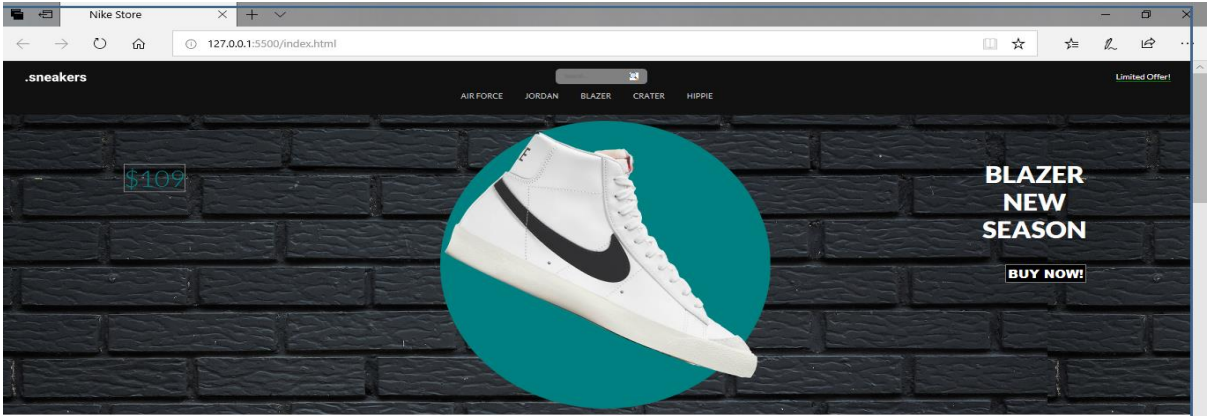 Nike Store
127.0.0.1:5500/index.html
.sneakers
Limited Offer!
AIR FORCE JORDAN BLAZER CRATER HIPPIE
$109
BLAZER
NEW
SEASON
BUY NOW!